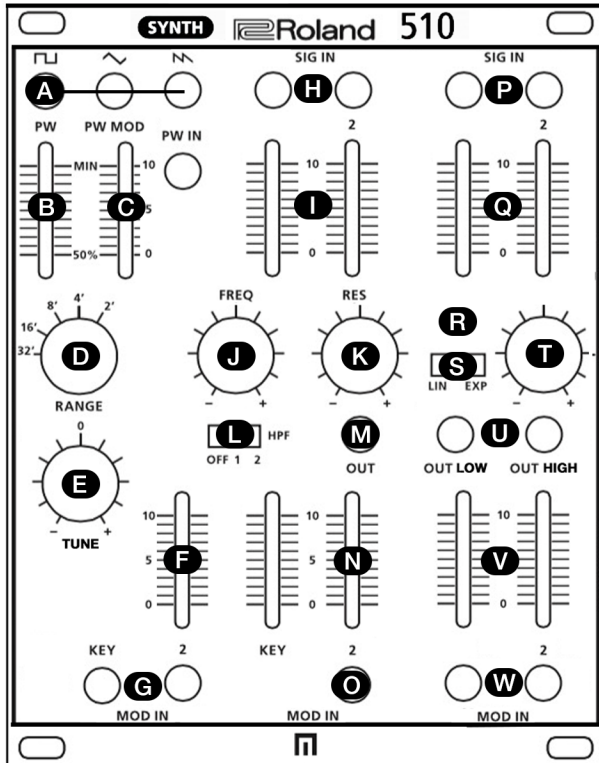 SYNTH Roland 510
SIG IN SIG IN
A H P
PW PW MOD 2 2
PW IN
MIN 10 10 10
B C 5 I Q
50% 0 0 0
FREQ RES
8' 4' 2'
16' R
32' D J K S T
LIN EXP
RANGE - + - + - +
0 L HPF M U
OFF 1 2 OUT OUT LOW OUT HIGH
E
- +
TUNE
10 10 10
5 F 5 N V
0 0 0
KEY 2 KEY 2 2
G O W
MOD IN MOD IN MOD IN